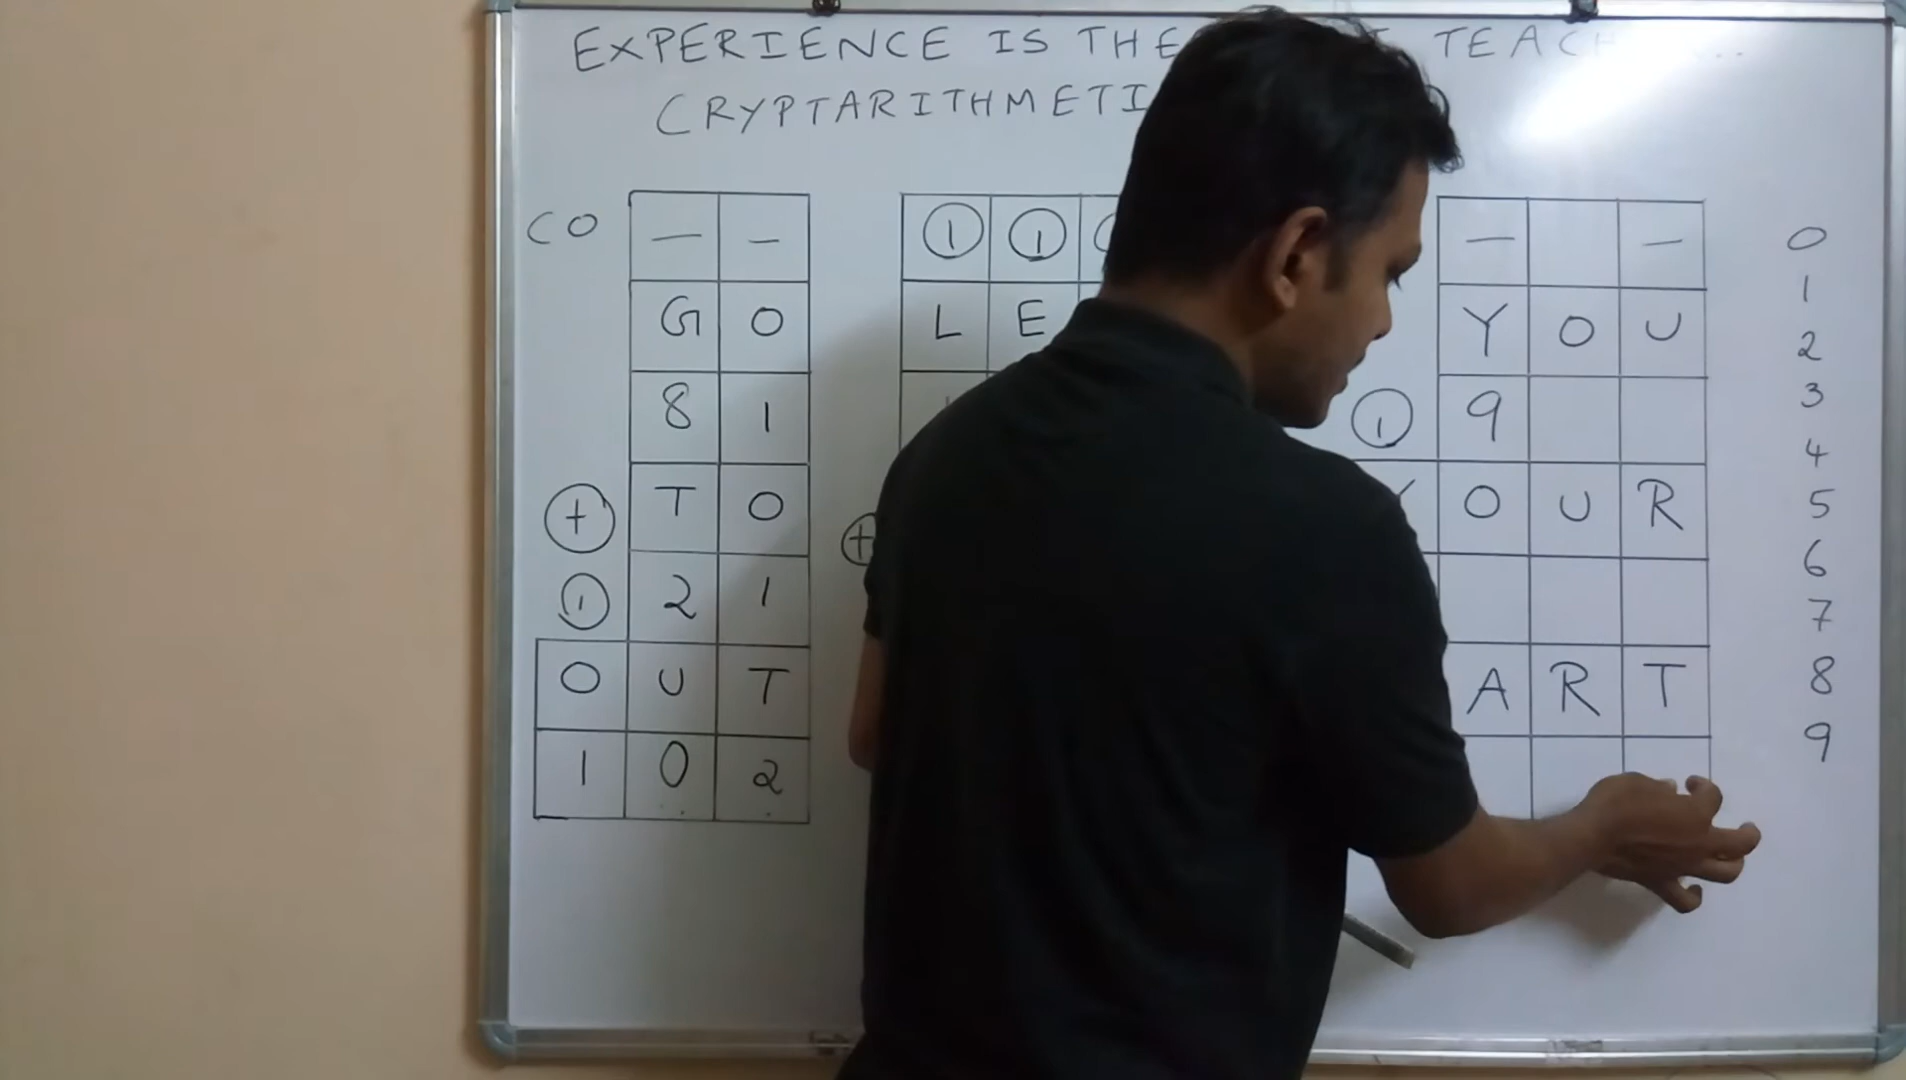 EXPERIENCE IS THE TEACH ...
CRYPTARITHMETI
CO — —
G O
8 1
+ T O
1 2 1
O U T
1 0 2
1 1
L E
+
— —
Y O U
1 9
O U R
A R T
0
1
2
3
4
5
6
7
8
9